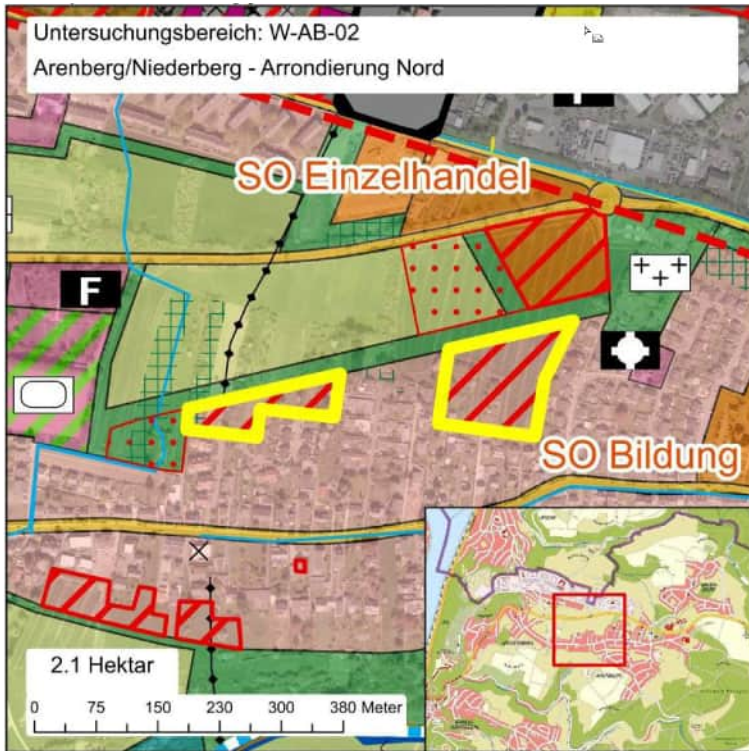 Untersuchungsbereich: W-AB-02
Arenberg/Niederberg - Arrondierung Nord
SO Einzelhandel
F
SO Bildung
2.1 Hektar
0 75 150 230 300 380 Meter